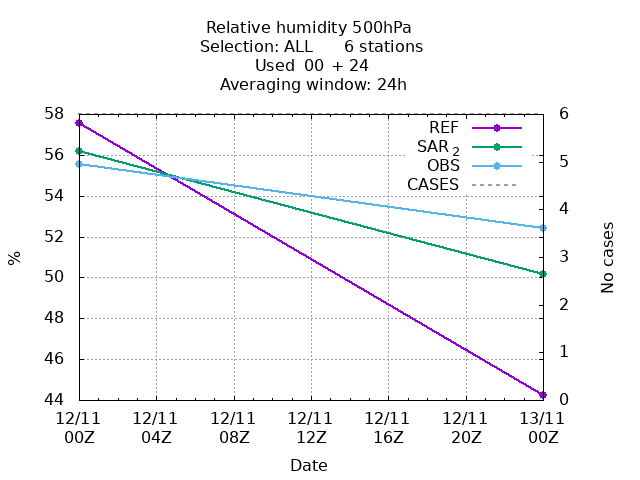 Relative humidity 500hPa
Selection: ALL 6 stations
Used 00 + 24
Averaging window: 24h
58
56
54
52
50
48
46
44
%
6
5
4
3
2
1
0
No cases
REF
SAR 2
OBS
CASES
12/11 12/11 12/11 12/11 12/11 12/11 13/11
00Z 04Z 08Z 12Z 16Z 20Z 00Z
Date